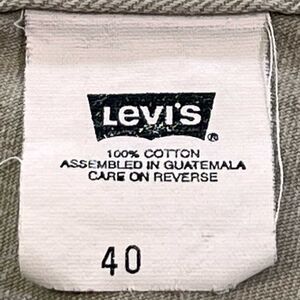 LEVI'S ®
100% COTTON
ASSEMBLED IN GUATEMALA
CARE ON REVERSE
40